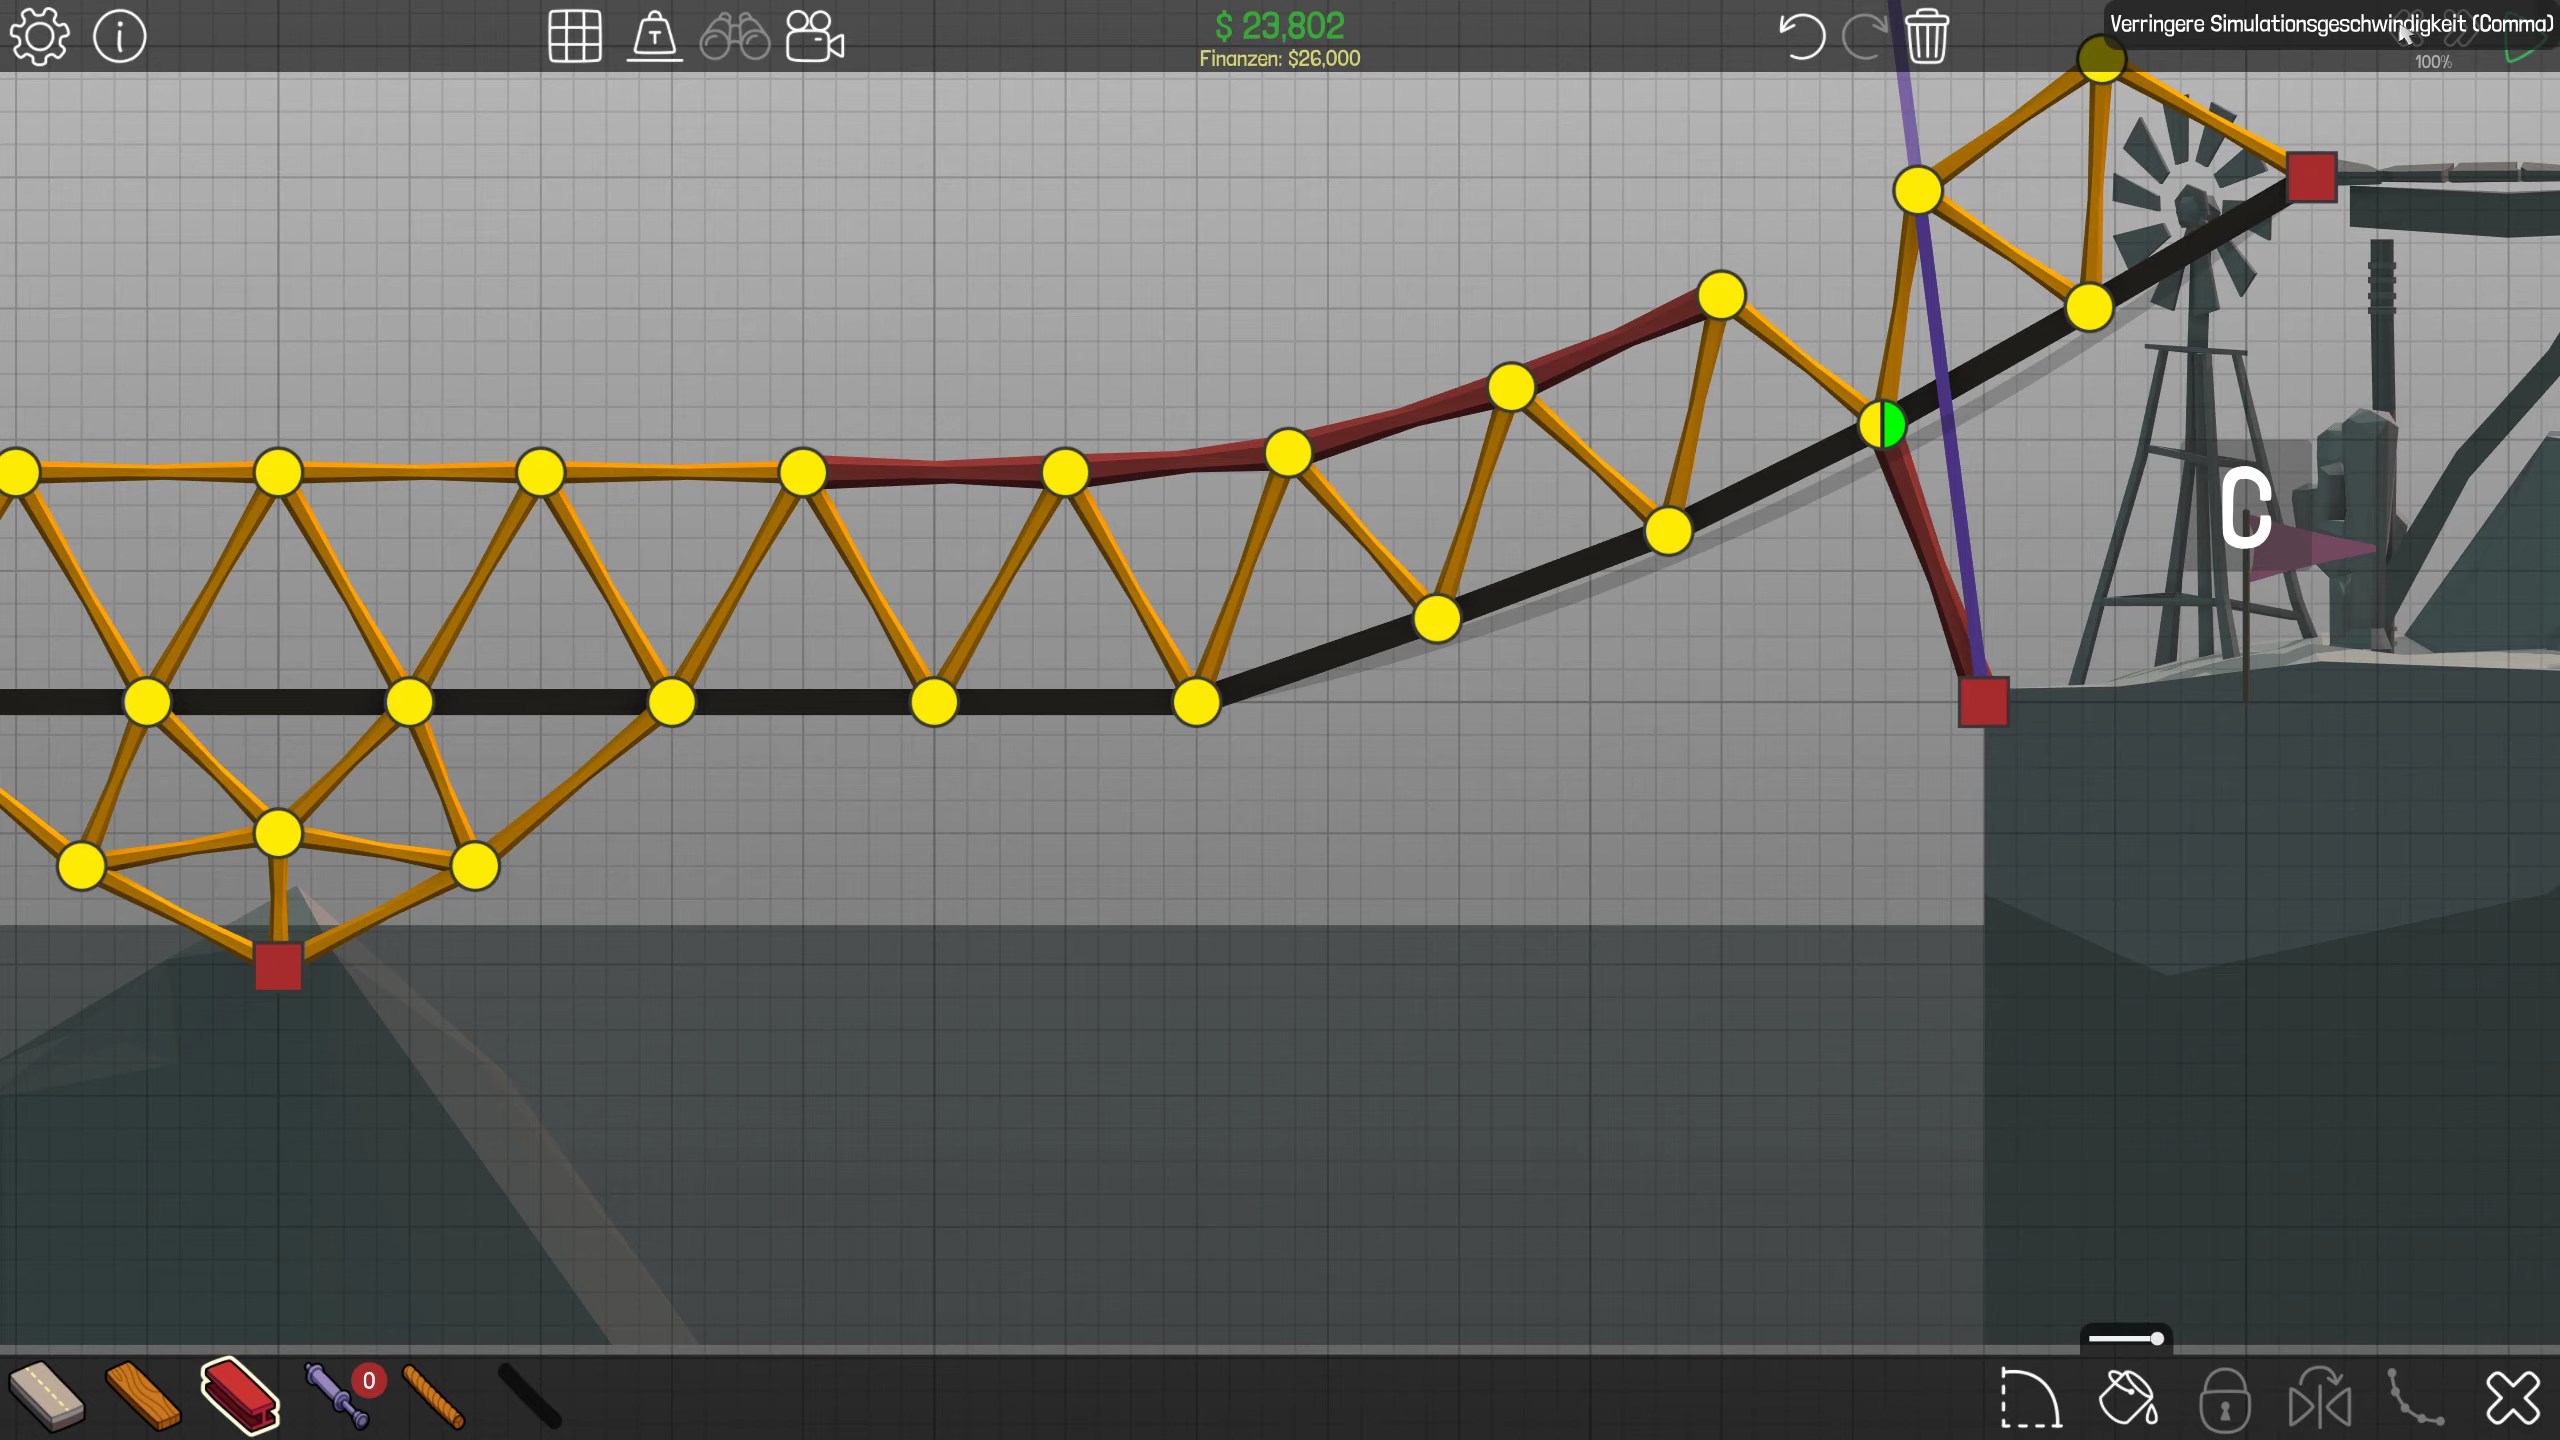 $ 23,802
Finanzen: $26,000
Verringere Simulationsgeschwindigkeit (Comma)
100%
T
C
0